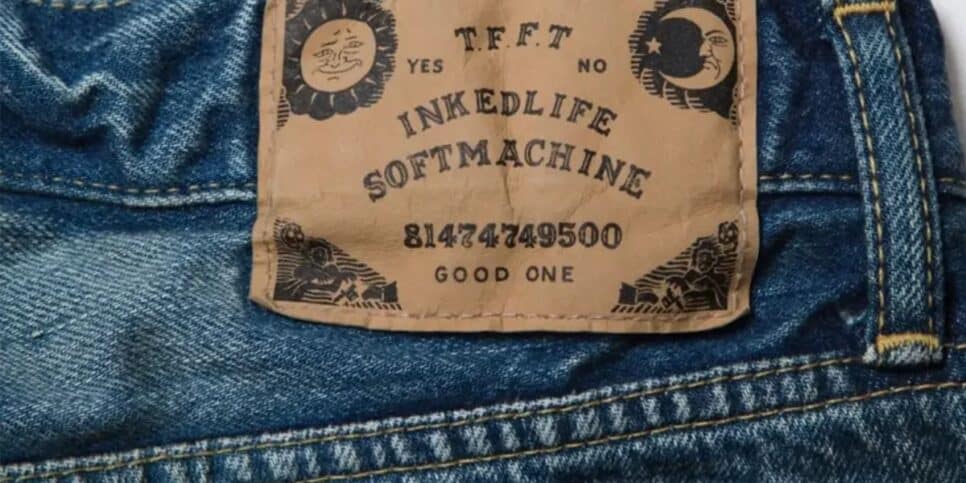 T.F.F.T
YES NO
INKEDLIFE
SOFTMACHINE
81474749500
GOOD ONE